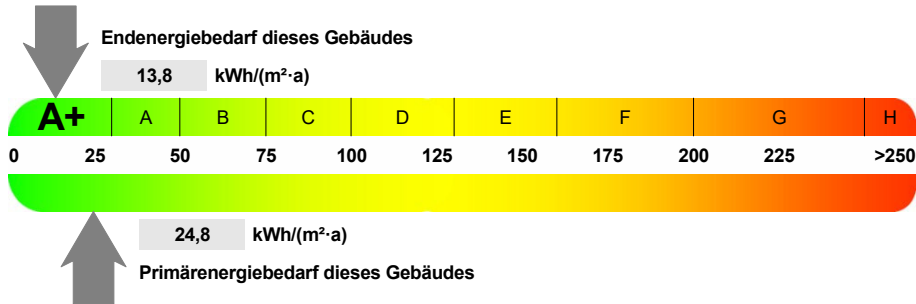 Endenergiebedarf dieses Gebäudes
13,8 kWh/(m²·a)
A+ A B C D E F G H
0 25 50 75 100 125 150 175 200 225 >250
24,8 kWh/(m²·a)
Primärenergiebedarf dieses Gebäudes